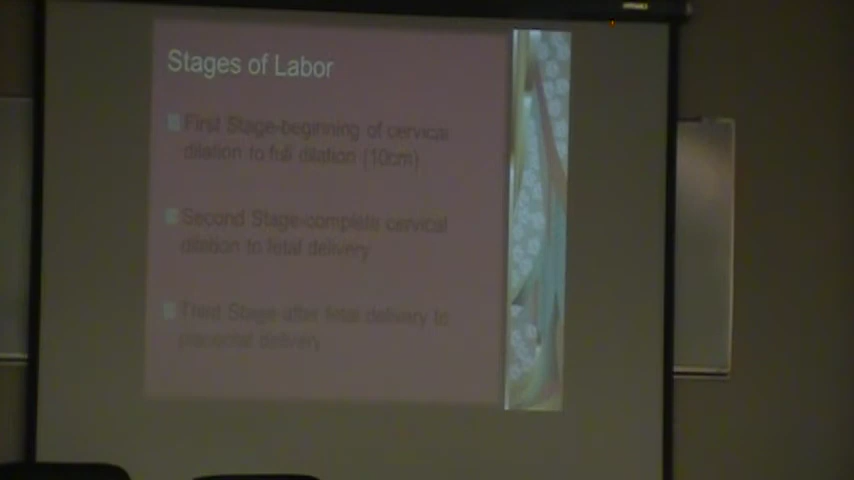 Stages of Labor
First Stage-beginning of cervical
dilation to full dilation (10cm)
Second Stage-complete cervical
dilation to fetal delivery
Third Stage-after fetal delivery to
placental delivery